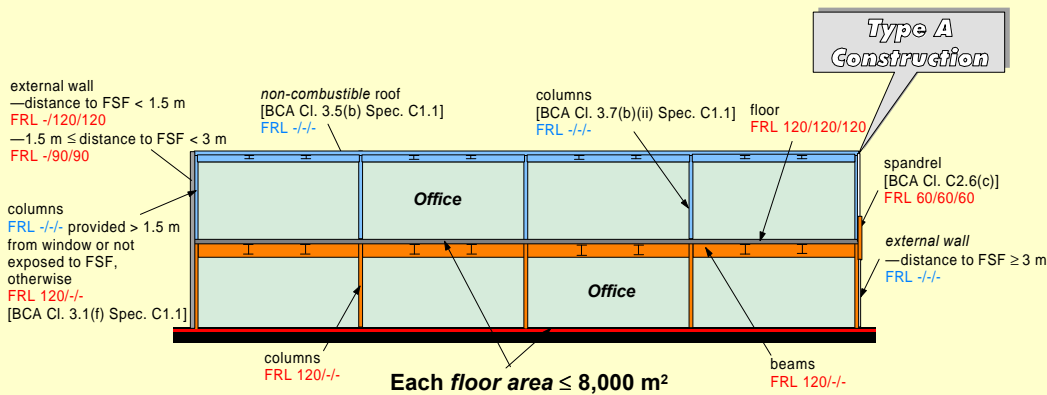 Type A
Construction
external wall
—distance to FSF < 1.5 m
FRL -/120/120
—1.5 m ≤ distance to FSF < 3 m
FRL -/90/90
non-combustible roof
[BCA Cl. 3.5(b) Spec. C1.1]
FRL -/-/-
columns
[BCA Cl. 3.7(b)(ii) Spec. C1.1]
FRL -/-/-
floor
FRL 120/120/120
spandrel
[BCA Cl. C2.6(c)]
FRL 60/60/60
columns
FRL -/-/- provided > 1.5 m
from window or not
exposed to FSF,
otherwise
FRL 120/-/-
[BCA Cl. 3.1(f) Spec. C1.1]
Office
external wall
—distance to FSF ≥ 3 m
FRL -/-/-
Office
columns
FRL 120/-/-
Each floor area ≤ 8,000 m²
beams
FRL 120/-/-